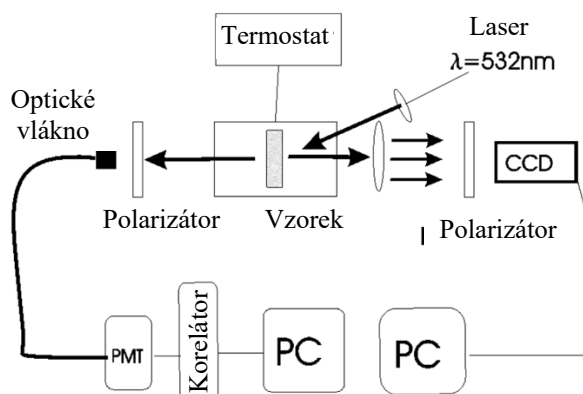 Laser
λ=532nm
Termostat
Optické
vlákno
CCD
Polarizátor
Vzorek
Polarizátor
PMT
Korelátor
PC
PC